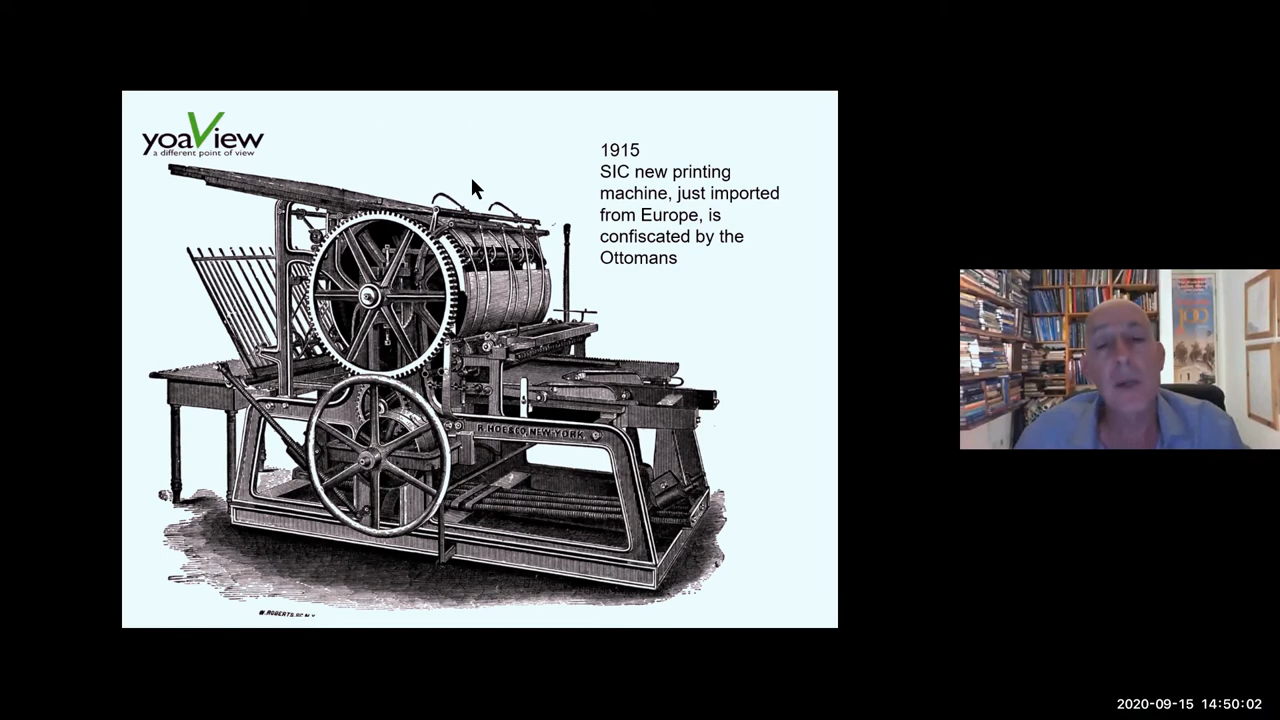 yoaView
a different point of view
1915
SIC new printing
machine, just imported
from Europe, is
confiscated by the
Ottomans
R. HOE & CO. NEW YORK.
2020-09-15 14:50:02